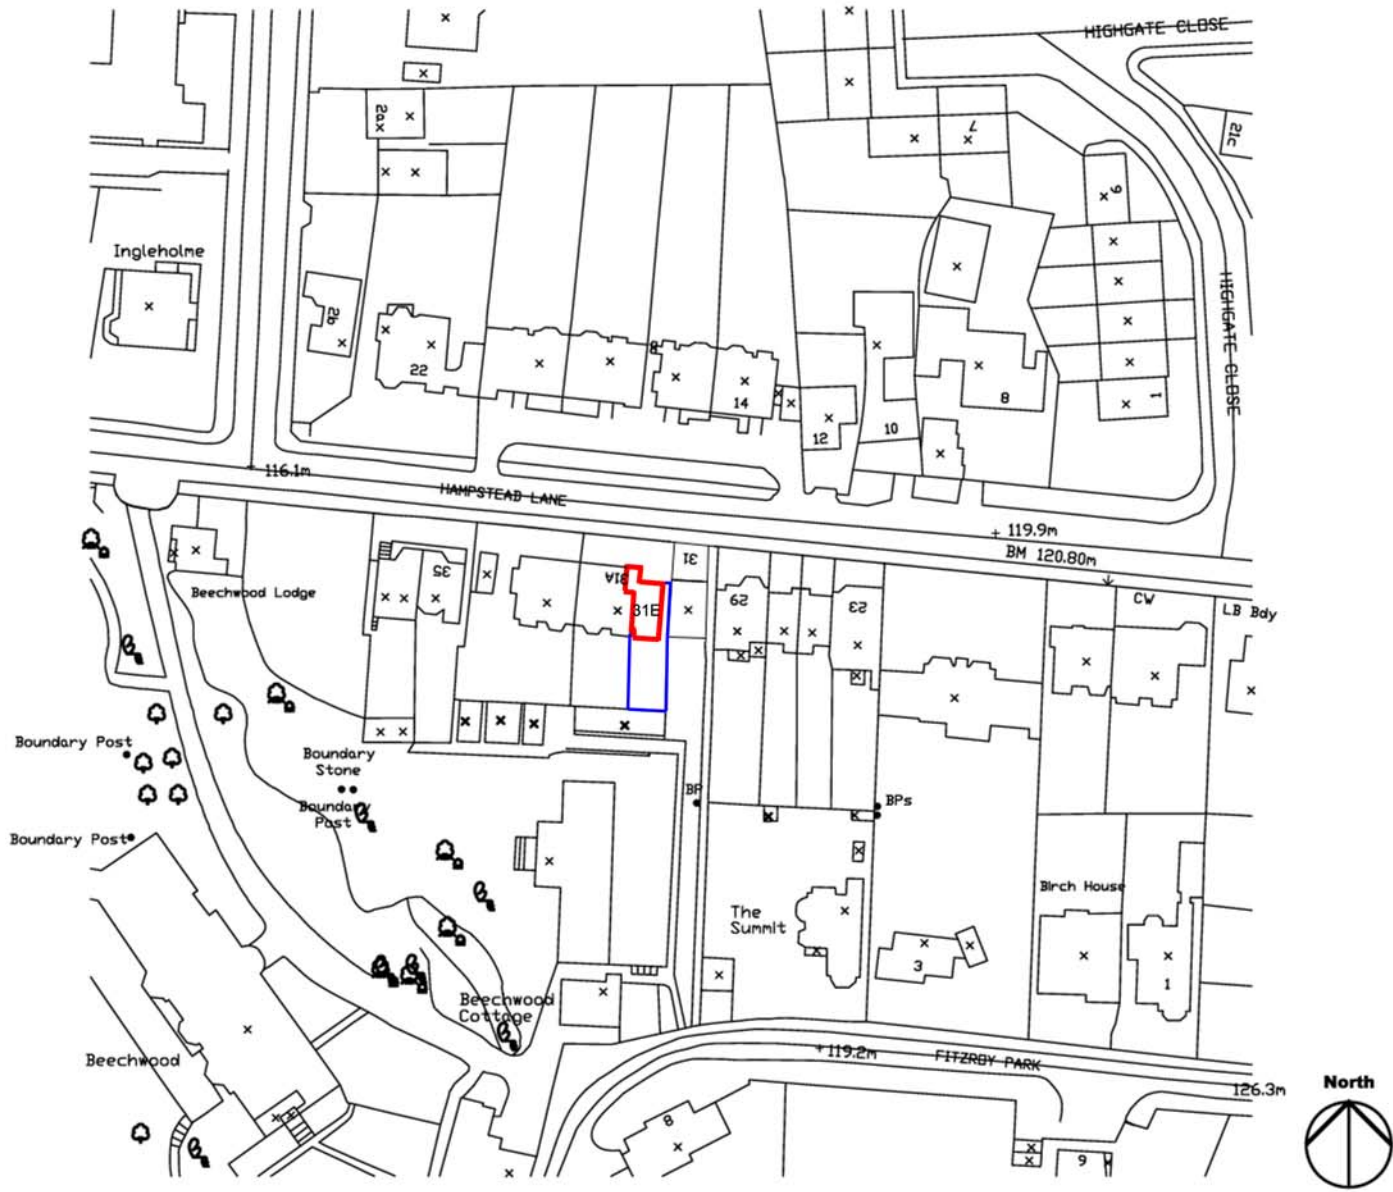 HIGHGATE CLOSE
2a
7
21c
6
Ingleholme
HIGHGATE CLOSE
2b
22
14
8
1
12
10
116.1m
HAMPSTEAD LANE
119.9m
BM 120.80m
31
35
31A
Beechwood Lodge
29
23
CW
LB Bdy
31E
Boundary Post
Boundary
Stone
BP
BPs
Boundary
Post
Boundary Post
Birch House
The
Summit
3
1
Beechwood
Cottage
Beechwood
119.2m
FITZROY PARK
126.3m
North
8
9